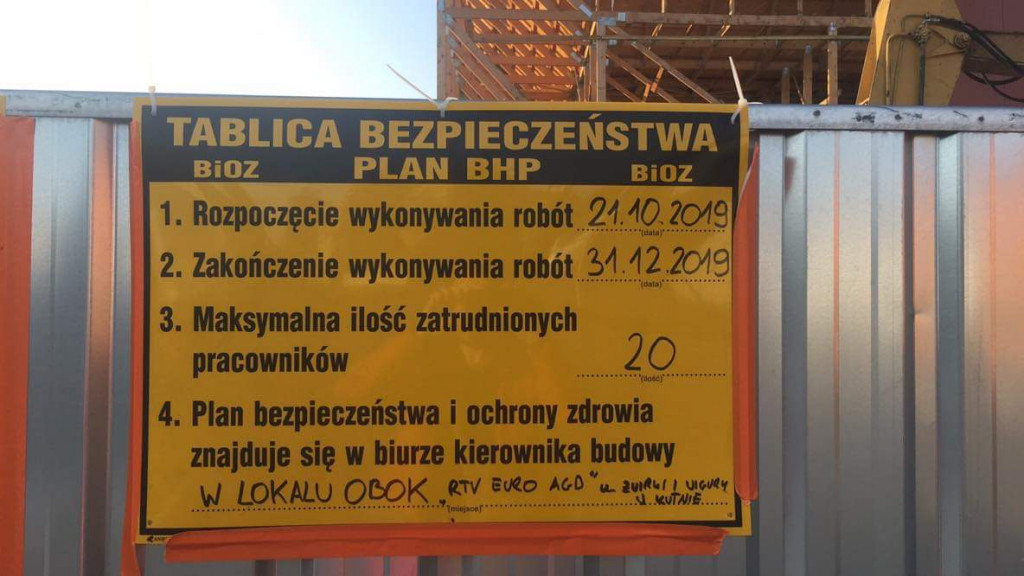 TABLICA BEZPIECZEŃSTWA
BiOZ PLAN BHP BiOZ
1. Rozpoczęcie wykonywania robót 21.10.2019
(data)
2. Zakończenie wykonywania robót 31.12.2019
(data)
3. Maksymalna ilość zatrudnionych
pracowników 20
(ilość)
4. Plan bezpieczeństwa i ochrony zdrowia
znajduje się w biurze kierownika budowy
W LOKALU OBOK „RTV EURO AGD" UL. ŻWIRKI I WIGURY
W KUTNIE
(miejsce)